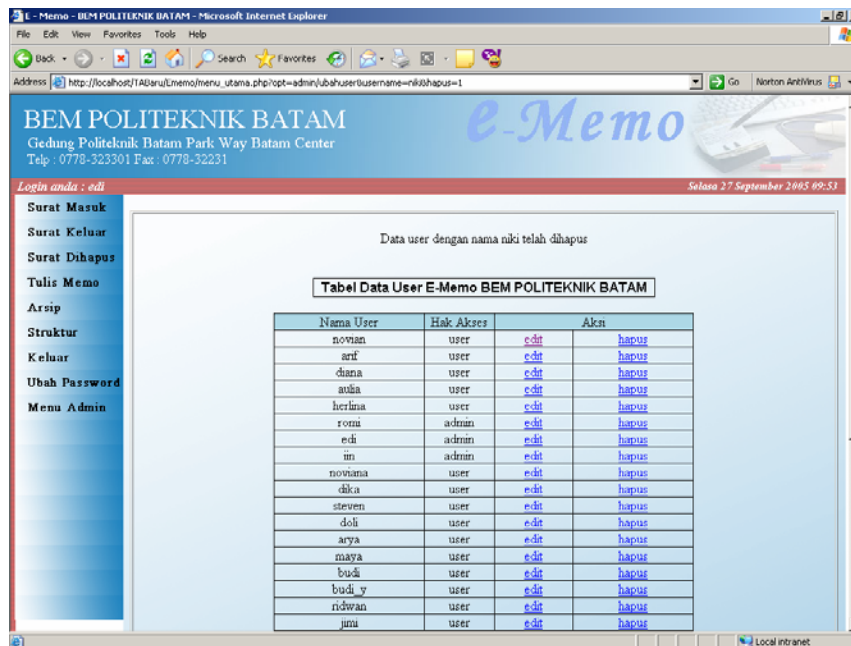 E - Memo - BEM POLITEKNIK BATAM - Microsoft Internet Explorer
File Edit View Favorites Tools Help
Back Search Favorites
Address http://localhost/TABaru/Ememo/menu_utama.php?opt=admin/ubahuser&username=niki&hapus=1 Go Norton AntiVirus
BEM POLITEKNIK BATAM
e-Memo
Gedung Politeknik Batam Park Way Batam Center
Telp : 0778-323301 Fax : 0778-32231
Login anda : edi
Selasa 27 September 2005 09:53
Surat Masuk
Surat Keluar
Surat Dihapus
Tulis Memo
Arsip
Struktur
Keluar
Ubah Password
Menu Admin
Data user dengan nama niki telah dihapus
Tabel Data User E-Memo BEM POLITEKNIK BATAM
Nama User Hak Akses Aksi
novian user edit hapus
arif user edit hapus
diana user edit hapus
aulia user edit hapus
herlina user edit hapus
romi admin edit hapus
edi admin edit hapus
iin admin edit hapus
noviana user edit hapus
dika user edit hapus
steven user edit hapus
doli user edit hapus
arya user edit hapus
maya user edit hapus
budi user edit hapus
budi_y user edit hapus
ridwan user edit hapus
jimi user edit hapus
Local intranet